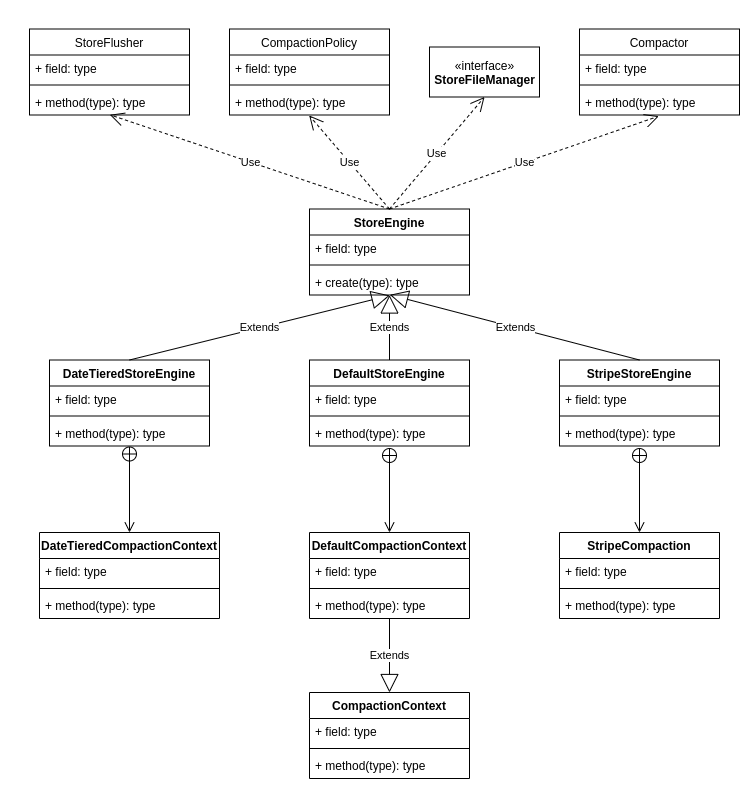 StoreFlusher
+ field: type
+ method(type): type
CompactionPolicy
+ field: type
+ method(type): type
«interface»
StoreFileManager
Compactor
+ field: type
+ method(type): type
Use
Use
Use
Use
StoreEngine
+ field: type
+ create(type): type
Extends
Extends
Extends
DateTieredStoreEngine
+ field: type
+ method(type): type
DefaultStoreEngine
+ field: type
+ method(type): type
StripeStoreEngine
+ field: type
+ method(type): type
DateTieredCompactionContext
+ field: type
+ method(type): type
DefaultCompactionContext
+ field: type
+ method(type): type
StripeCompaction
+ field: type
+ method(type): type
Extends
CompactionContext
+ field: type
+ method(type): type